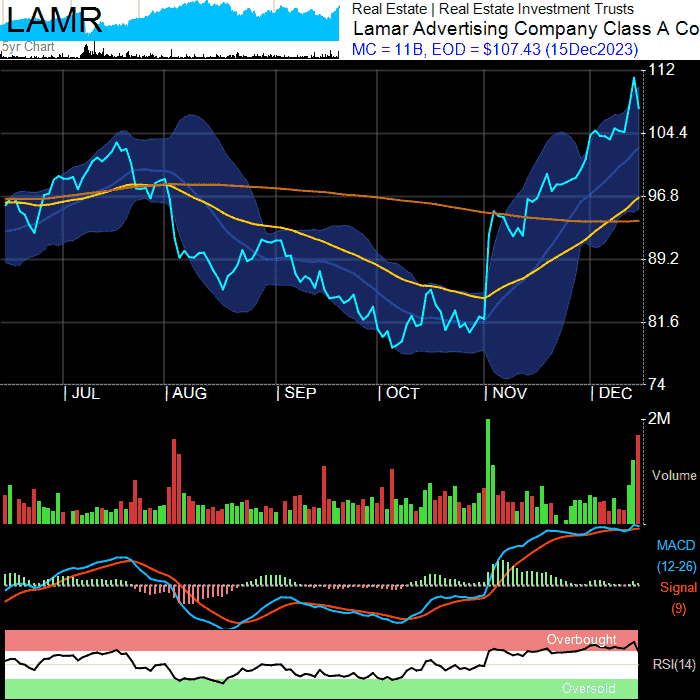 LAMR
5yr Chart
Real Estate | Real Estate Investment Trusts
Lamar Advertising Company Class A Co
MC = 11B, EOD = $107.43 (15Dec2023)
112
104.4
96.8
89.2
81.6
74
| JUL | AUG | SEP | OCT | NOV | DEC
2M
Volume
MACD
(12-26)
Signal
(9)
Overbought
RSI(14)
Oversold